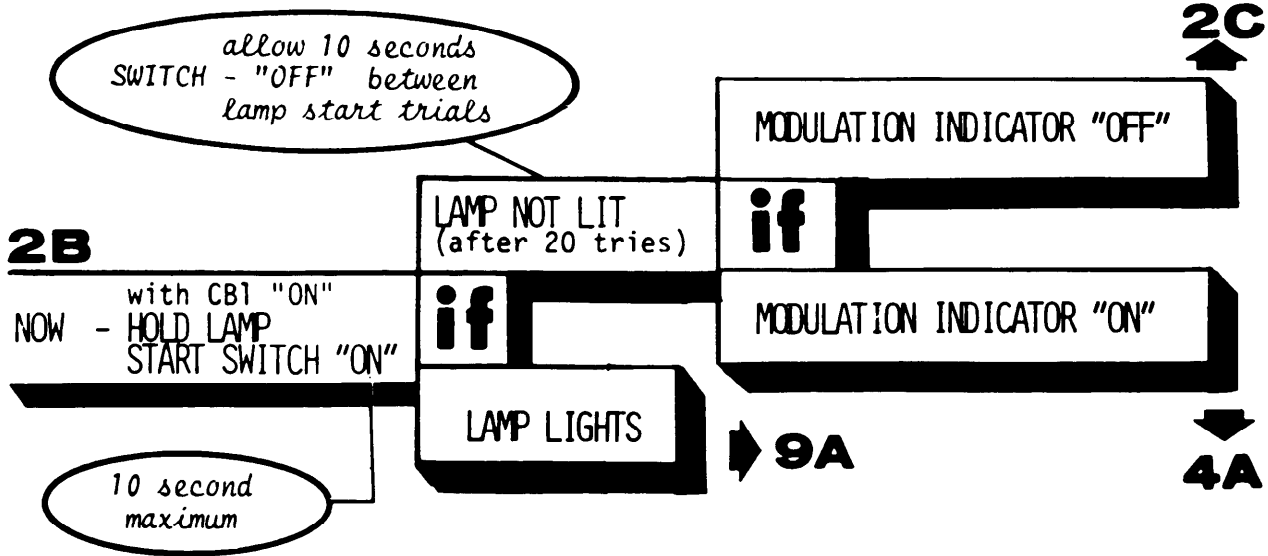 allow 10 seconds
SWITCH - "OFF" between
lamp start trials
2C
MODULATION INDICATOR "OFF"
LAMP NOT LIT
(after 20 tries)
if
2B
with CB1 "ON"
NOW - HOLD LAMP
START SWITCH "ON"
if
MODULATION INDICATOR "ON"
LAMP LIGHTS
9A
4A
10 second
maximum